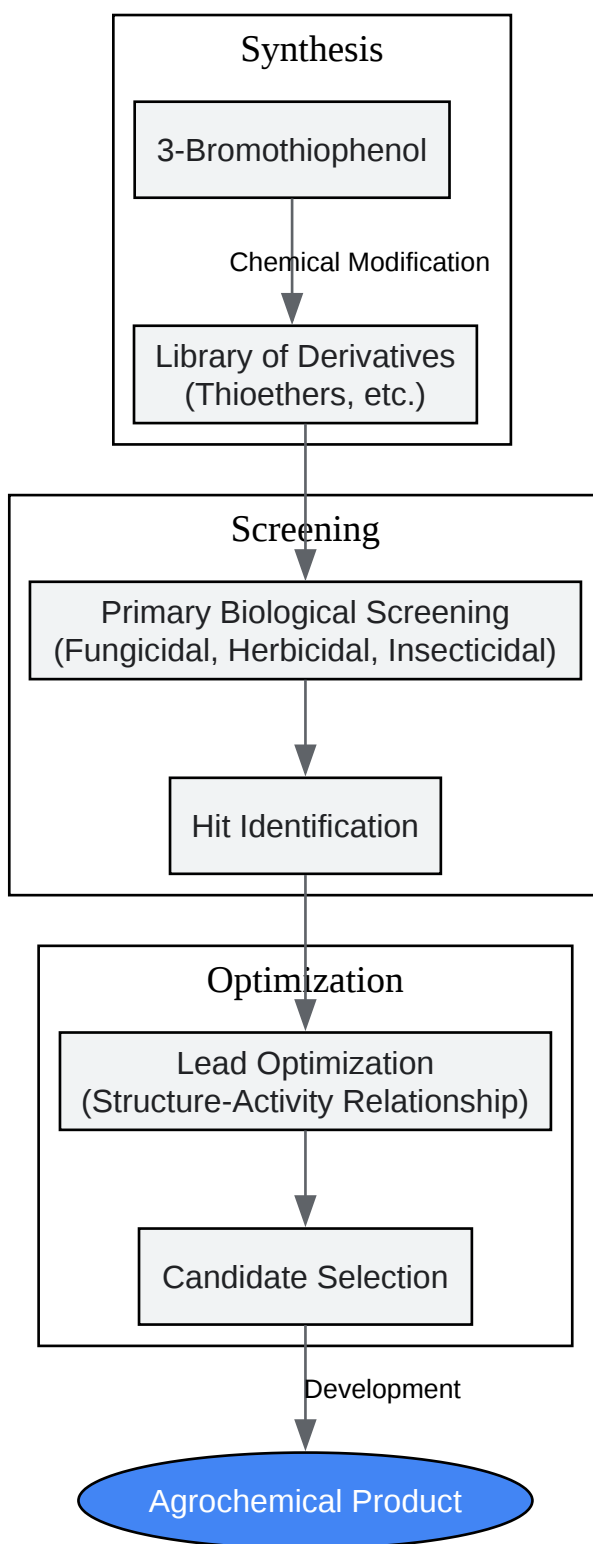 Synthesis
3-Bromothiophenol
Chemical Modification
Library of Derivatives
(Thioethers, etc.)
Screening
Primary Biological Screening
(Fungicidal, Herbicidal, Insecticidal)
Hit Identification
Optimization
Lead Optimization
(Structure-Activity Relationship)
Candidate Selection
Development
Agrochemical Product